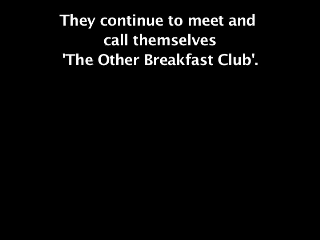 They continue to meet and
call themselves
'The Other Breakfast Club'.